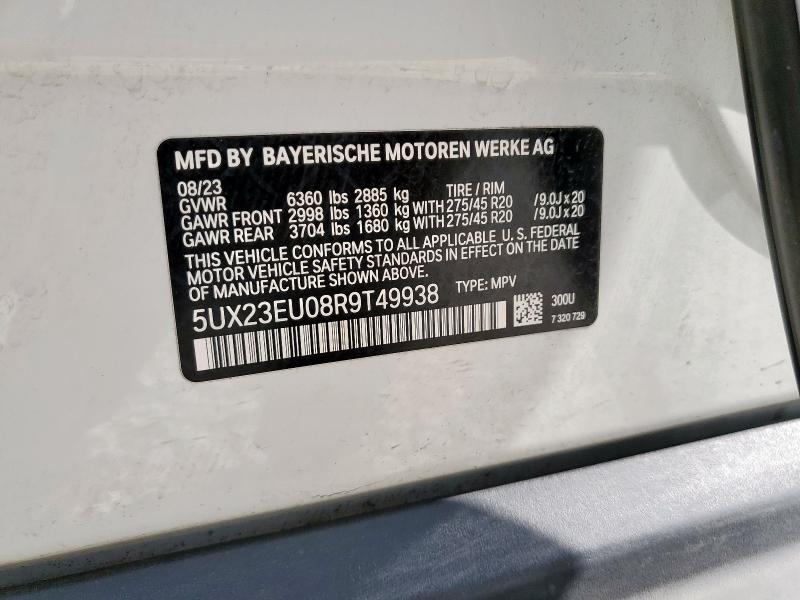 MFD BY BAYERISCHE MOTOREN WERKE AG
08/23 TIRE / RIM
GVWR 6360 lbs 2885 kg
GAWR FRONT 2998 lbs 1360 kg WITH 275/45 R20 /9.0J x 20
GAWR REAR 3704 lbs 1680 kg WITH 275/45 R20 /9.0J x 20
THIS VEHICLE CONFORMS TO ALL APPLICABLE U. S. FEDERAL
MOTOR VEHICLE SAFETY STANDARDS IN EFFECT ON THE DATE
OF MANUFACTURE SHOWN ABOVE.
5UX23EU08R9T49938 TYPE: MPV
300U
7 320 729